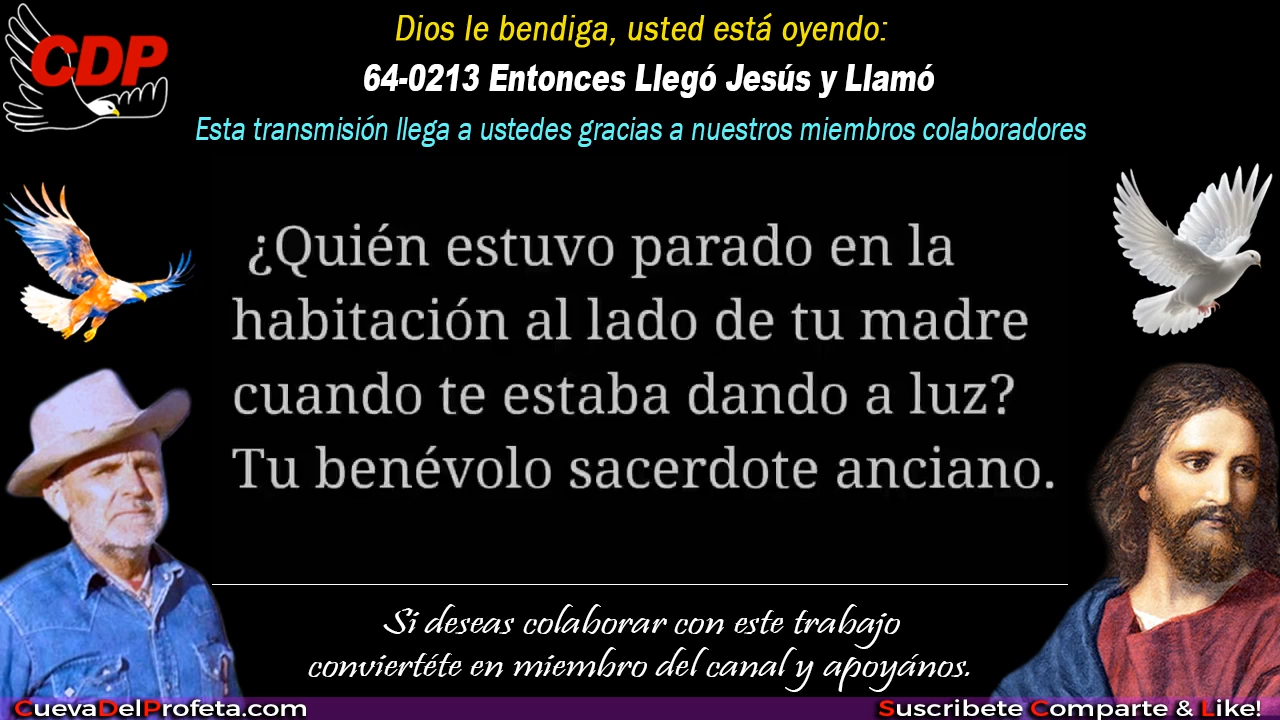 CDP
Dios le bendiga, usted está oyendo:
64-0213 Entonces Llegó Jesús y Llamó
Esta transmisión llega a ustedes gracias a nuestros miembros colaboradores
¿Quién estuvo parado en la
habitación al lado de tu madre
cuando te estaba dando a luz?
Tu benévolo sacerdote anciano.
Si deseas colaborar con este trabajo
conviertéte en miembro del canal y apoyános.
CuevaDelProfeta.com
Suscribete Comparte & Like!